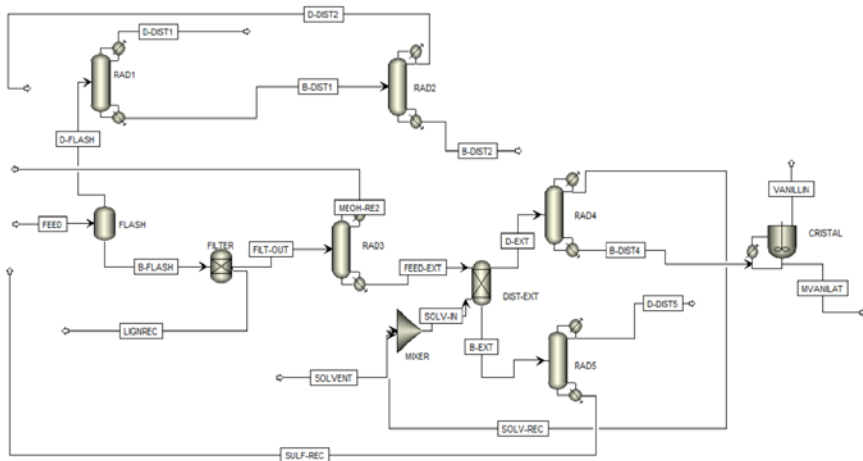 D-DIST2
D-DIST1
RAD1
B-DIST1
RAD2
D-FLASH
B-DIST2
VANILLIN
MEOH-RE2
RAD4
FEED
FLASH
FILTER
FILT-OUT
D-EXT
CRISTAL
RAD3
B-DIST4
B-FLASH
FEED-EXT
DIST-EXT
MVANILAT
D-DIST5
SOLV-IN
LIGNREC
B-EXT
MIXER
RAD5
SOLVENT
SOLV-REC
SULF-REC